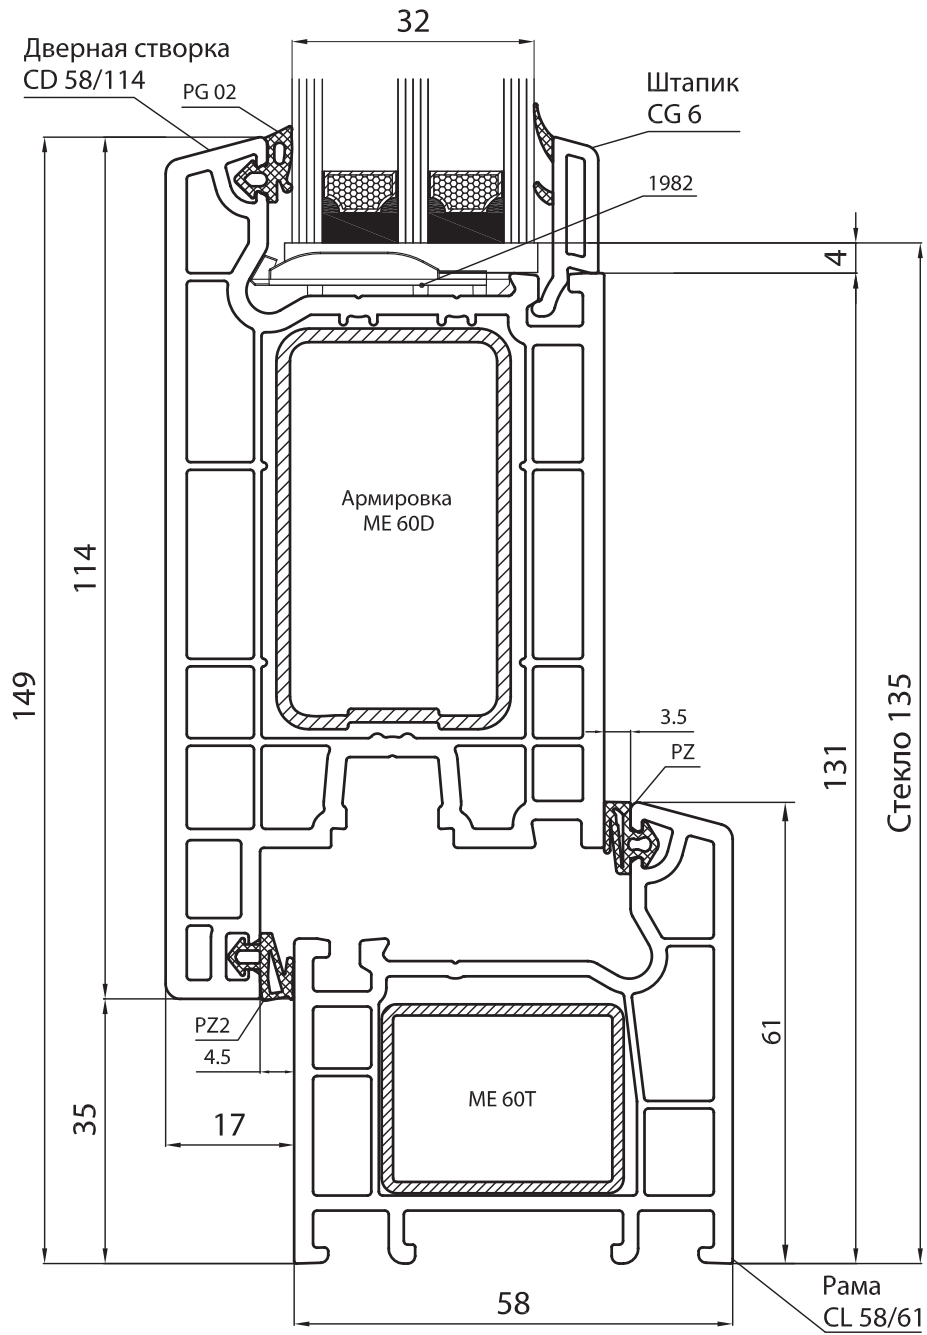 32
Дверная створка
CD 58/114
PG 02
Штапик
CG 6
1982
4
Армировка
ME 60D
114
149
3.5
PZ
131
Стекло 135
PZ2
4.5
61
ME 60T
35
17
58
Рама
CL 58/61